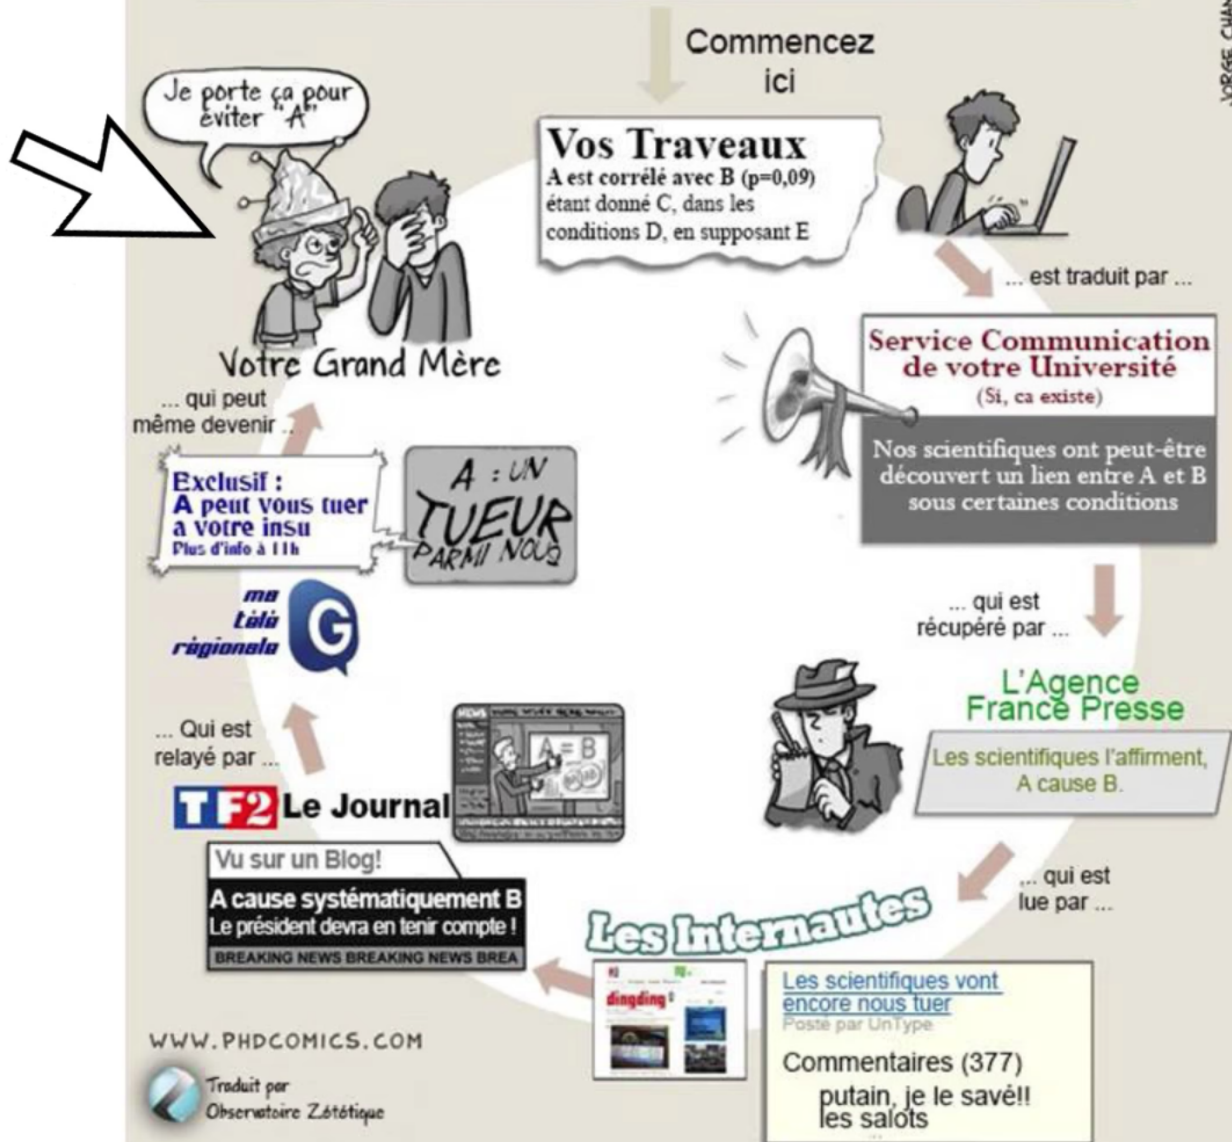 Commencez
ici
JORGE CHAM
Je porte ça pour
éviter "A"
Vos Traveaux
A est corrélé avec B (p=0,09)
étant donné C, dans les
conditions D, en supposant E
... est traduit par ...
Service Communication
de votre Université
(Si, ca existe)
Nos scientifiques ont peut-être
découvert un lien entre A et B
sous certaines conditions
... qui est
récupéré par ...
L'Agence
France Presse
Les scientifiques l'affirment,
A cause B.
... qui est
lue par ...
Les Internautes
dingding
Les scientifiques vont
encore nous tuer
Posté par UnType
Commentaires (377)
putain, je le savé!!
les salots
Vu sur un Blog!
A cause systématiquement B
Le président devra en tenir compte !
BREAKING NEWS BREAKING NEWS BREA
TF2 Le Journal
NEWS
A = B
... Qui est
relayé par ...
ma
télé
régionale
G
Exclusif :
A peut vous tuer
a votre insu
Plus d'info à 11h
A : UN
TUEUR
PARMI NOUS
... qui peut
même devenir ..
Votre Grand Mère
WWW.PHDCOMICS.COM
Traduit par
Observatoire Zététique